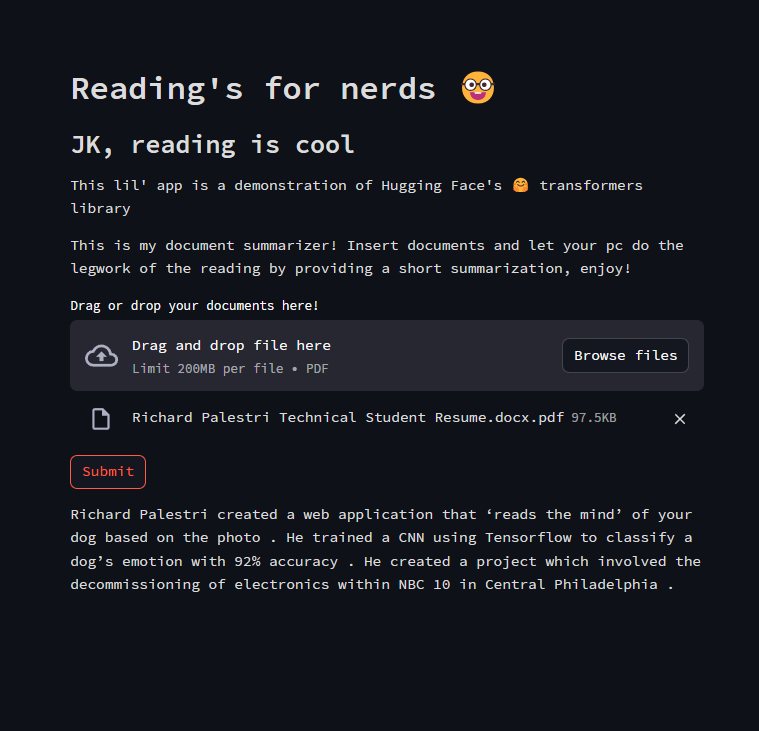 Reading's for nerds 🤓
JK, reading is cool
This lil' app is a demonstration of Hugging Face's 🤗 transformers
library
This is my document summarizer! Insert documents and let your pc do the
legwork of the reading by providing a short summarization, enjoy!
Drag or drop your documents here!
Drag and drop file here
Limit 200MB per file • PDF
Browse files
Richard Palestri Technical Student Resume.docx.pdf 97.5KB
Submit
Richard Palestri created a web application that ‘reads the mind’ of your
dog based on the photo . He trained a CNN using Tensorflow to classify a
dog’s emotion with 92% accuracy . He created a project which involved the
decommissioning of electronics within NBC 10 in Central Philadelphia .